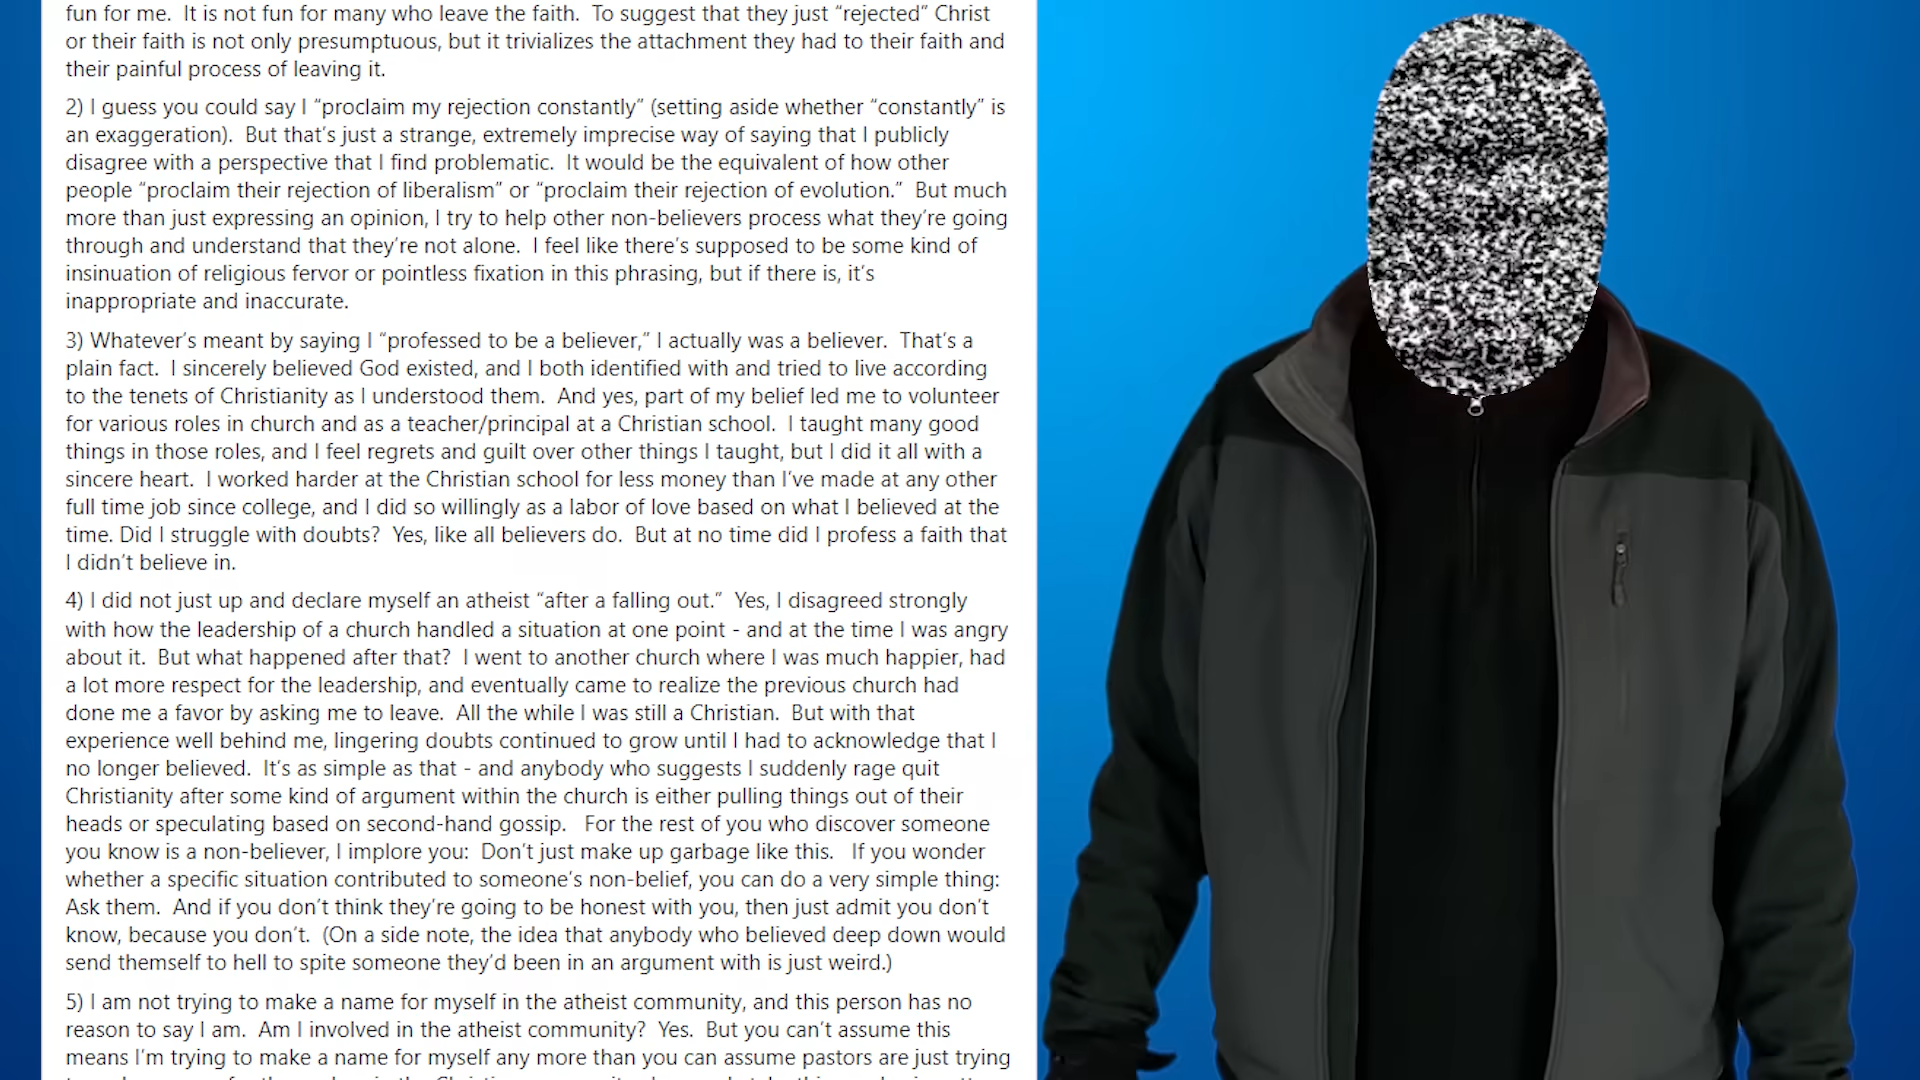 fun for me.  It is not fun for many who leave the faith.  To suggest that they just “rejected” Christ
or their faith is not only presumptuous, but it trivializes the attachment they had to their faith and
their painful process of leaving it.
2) I guess you could say I “proclaim my rejection constantly” (setting aside whether “constantly” is
an exaggeration).  But that’s just a strange, extremely imprecise way of saying that I publicly
disagree with a perspective that I find problematic.  It would be the equivalent of how other
people “proclaim their rejection of liberalism” or “proclaim their rejection of evolution.”  But much
more than just expressing an opinion, I try to help other non-believers process what they’re going
through and understand that they’re not alone.  I feel like there’s supposed to be some kind of
insinuation of religious fervor or pointless fixation in this phrasing, but if there is, it’s
inappropriate and inaccurate.
3) Whatever’s meant by saying I “professed to be a believer,” I actually was a believer.  That’s a
plain fact.  I sincerely believed God existed, and I both identified with and tried to live according
to the tenets of Christianity as I understood them.  And yes, part of my belief led me to volunteer
for various roles in church and as a teacher/principal at a Christian school.  I taught many good
things in those roles, and I feel regrets and guilt over other things I taught, but I did it all with a
sincere heart.  I worked harder at the Christian school for less money than I’ve made at any other
full time job since college, and I did so willingly as a labor of love based on what I believed at the
time. Did I struggle with doubts?  Yes, like all believers do.  But at no time did I profess a faith that
I didn’t believe in.
4) I did not just up and declare myself an atheist “after a falling out.”  Yes, I disagreed strongly
with how the leadership of a church handled a situation at one point - and at the time I was angry
about it.  But what happened after that?  I went to another church where I was much happier, had
a lot more respect for the leadership, and eventually came to realize the previous church had
done me a favor by asking me to leave.  All the while I was still a Christian.  But with that
experience well behind me, lingering doubts continued to grow until I had to acknowledge that I
no longer believed.  It’s as simple as that - and anybody who suggests I suddenly rage quit
Christianity after some kind of argument within the church is either pulling things out of their
heads or speculating based on second-hand gossip.   For the rest of you who discover someone
you know is a non-believer, I implore you:  Don’t just make up garbage like this.   If you wonder
whether a specific situation contributed to someone’s non-belief, you can do a very simple thing:
Ask them.  And if you don’t think they’re going to be honest with you, then just admit you don’t
know, because you don’t.  (On a side note, the idea that anybody who believed deep down would
send themself to hell to spite someone they’d been in an argument with is just weird.)
5) I am not trying to make a name for myself in the atheist community, and this person has no
reason to say I am.  Am I involved in the atheist community?  Yes.  But you can’t assume this
means I’m trying to make a name for myself any more than you can assume pastors are just trying